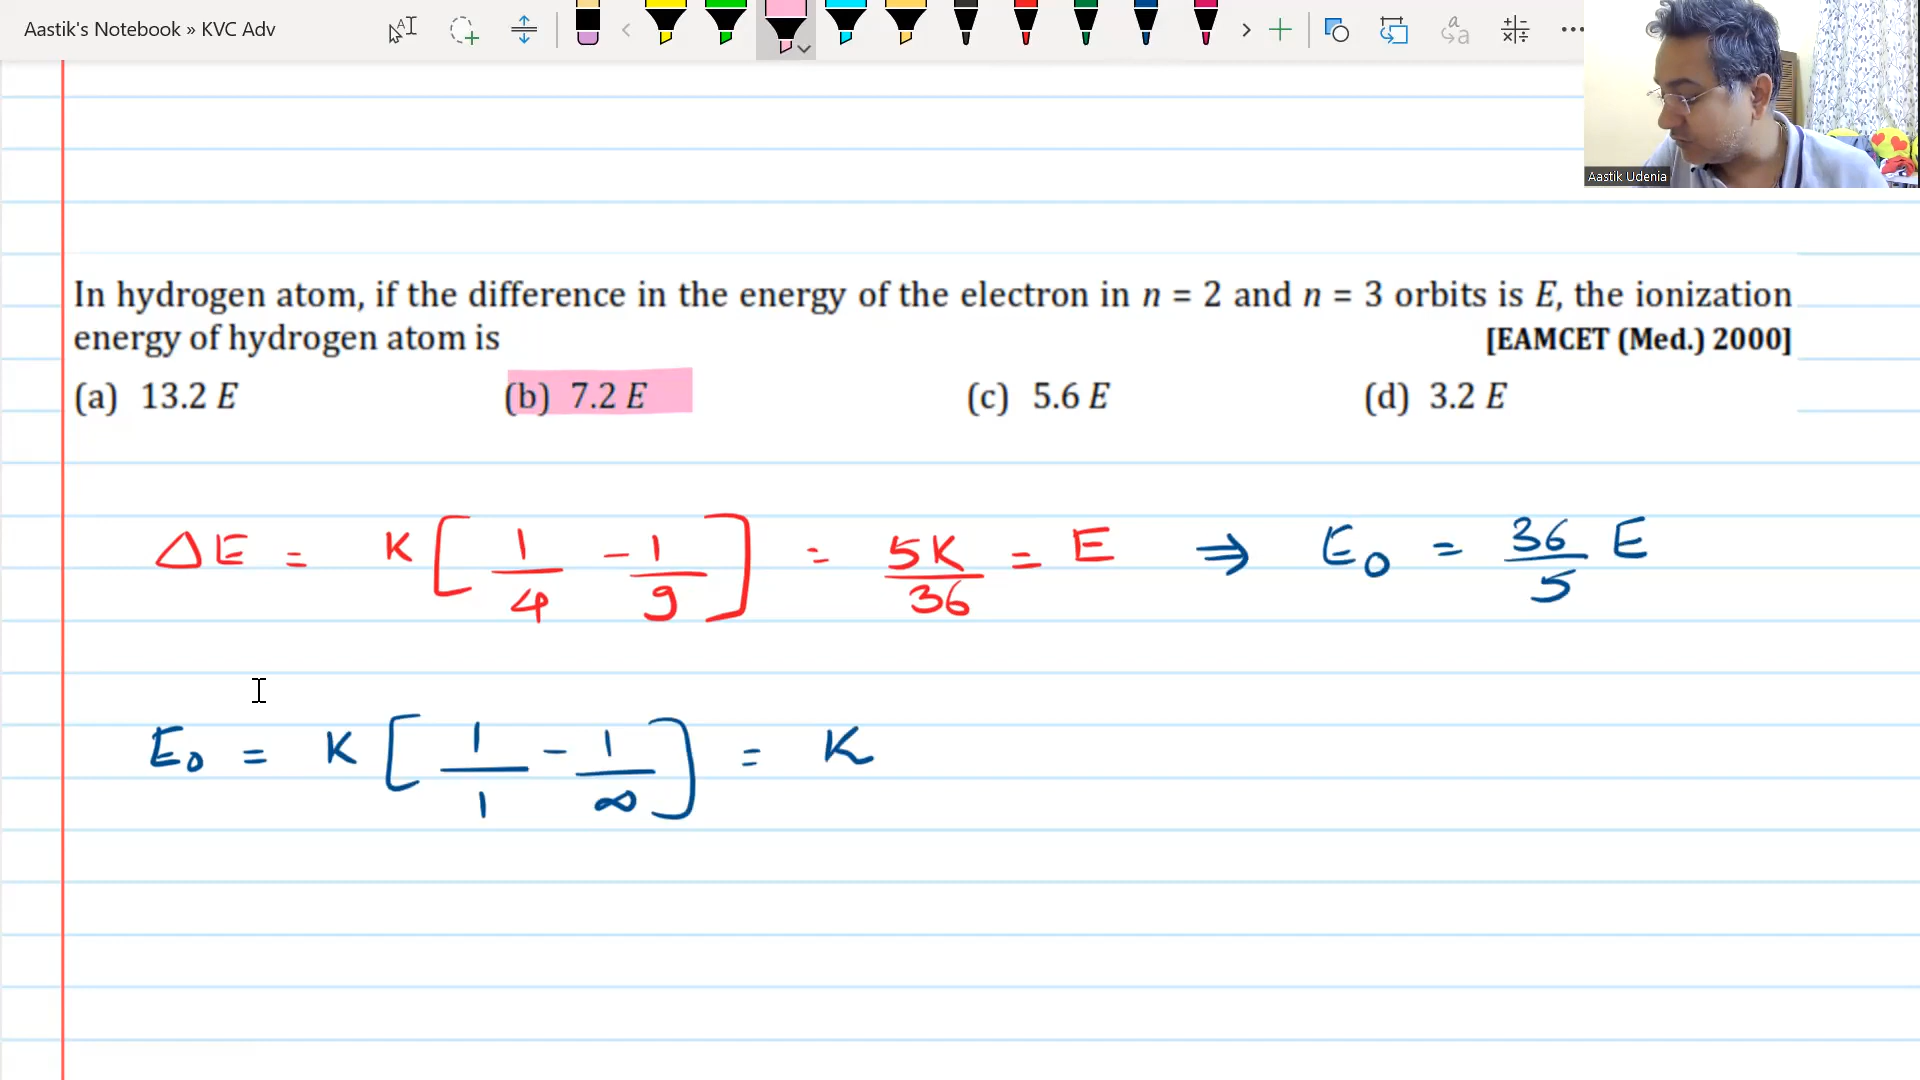 Aastik's Notebook » KVC Adv
Aastik Udenia
In hydrogen atom, if the difference in the energy of the electron in n = 2 and n = 3 orbits is E, the ionization
energy of hydrogen atom is [EAMCET (Med.) 2000]
(a) 13.2 E (b) 7.2 E (c) 5.6 E (d) 3.2 E
ΔE = K [ 1/4 - 1/9 ] = 5K/36 = E ⇒ E₀ = 36/5 E
E₀ = K [ 1/1 - 1/∞ ] = K